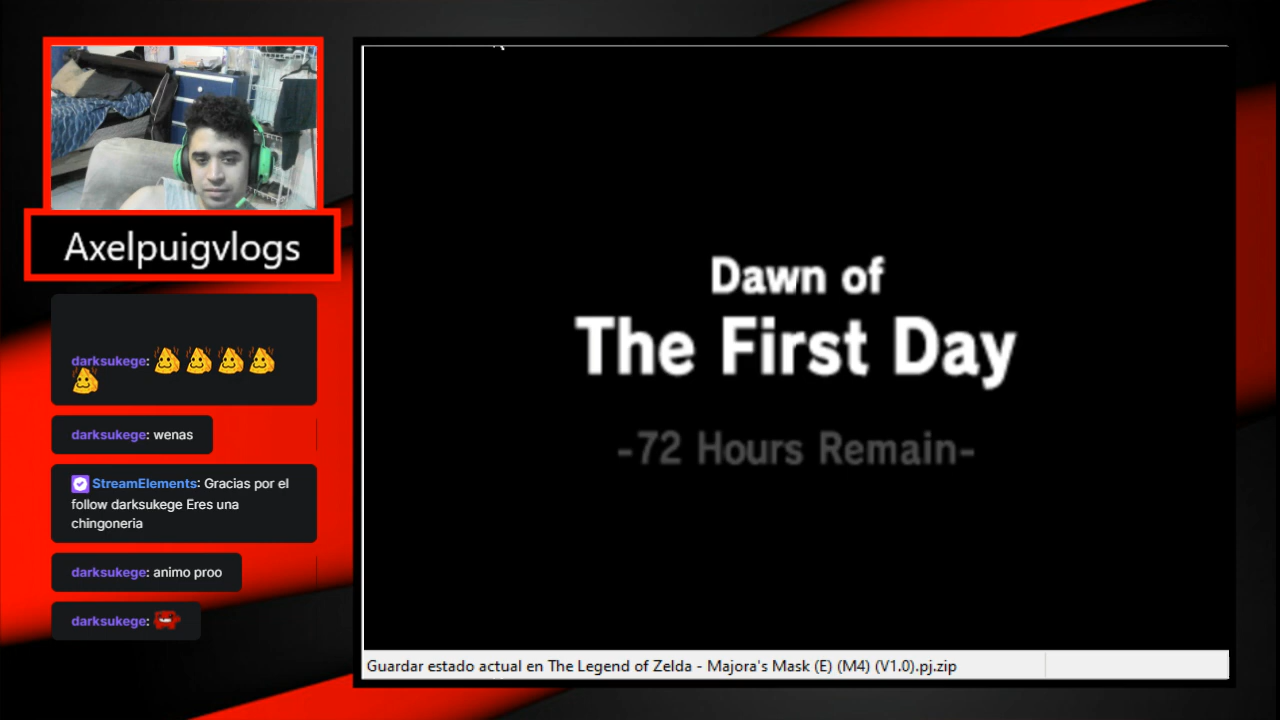 Axelpuigvlogs
darksukege:
darksukege: wenas
StreamElements: Gracias por el
follow darksukege Eres una
chingoneria
darksukege: animo proo
darksukege:
Dawn of
The First Day
-72 Hours Remain-
Guardar estado actual en The Legend of Zelda - Majora's Mask (E) (M4) (V1.0).pj.zip